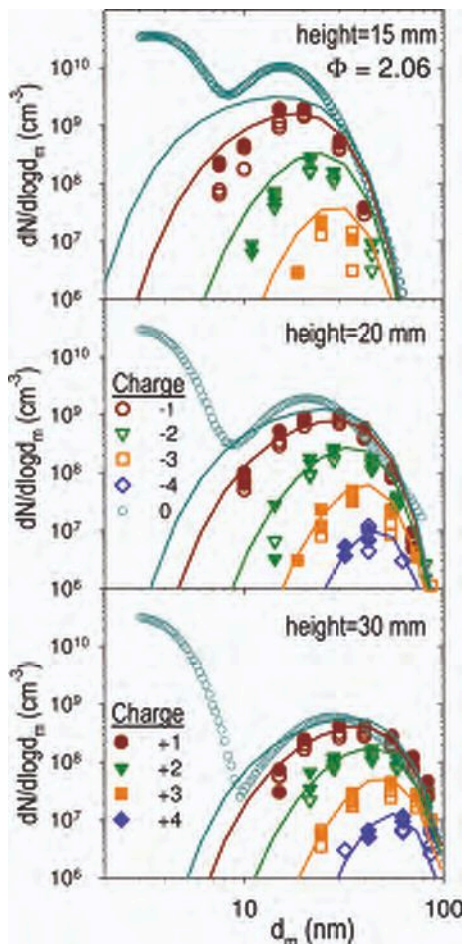 height=15 mm
Φ = 2.06
dN/dlogdₘ (cm⁻³)
10¹⁰
10⁹
10⁸
10⁷
10⁶
height=20 mm
dN/dlogdₘ (cm⁻³)
10¹⁰
10⁹
10⁸
10⁷
10⁶
Charge
-1
-2
-3
-4
0
height=30 mm
dN/dlogdₘ (cm⁻³)
10¹⁰
10⁹
10⁸
10⁷
10⁶
Charge
+1
+2
+3
+4
10 100
dₘ (nm)